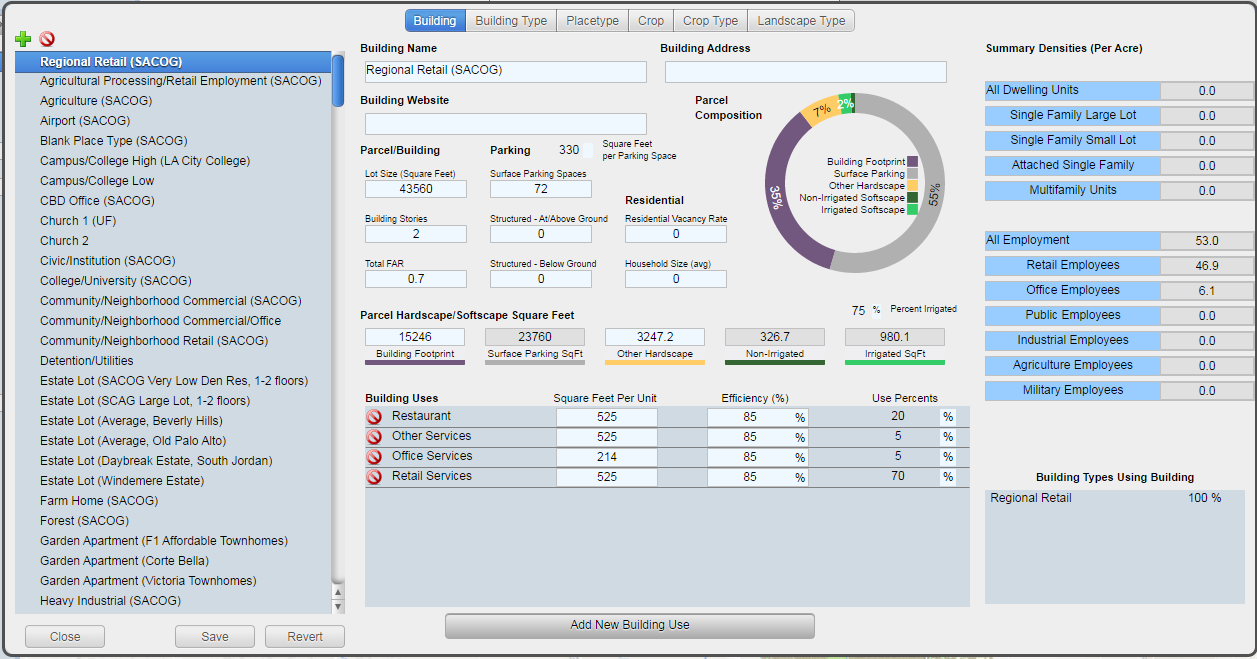 Building Building Type Placetype Crop Crop Type Landscape Type
Regional Retail (SACOG)
Agricultural Processing/Retail Employment (SACOG)
Agriculture (SACOG)
Airport (SACOG)
Blank Place Type (SACOG)
Campus/College High (LA City College)
Campus/College Low
CBD Office (SACOG)
Church 1 (UF)
Church 2
Civic/Institution (SACOG)
College/University (SACOG)
Community/Neighborhood Commercial (SACOG)
Community/Neighborhood Commercial/Office
Community/Neighborhood Retail (SACOG)
Detention/Utilities
Estate Lot (SACOG Very Low Den Res, 1-2 floors)
Estate Lot (SCAG Large Lot, 1-2 floors)
Estate Lot (Average, Beverly Hills)
Estate Lot (Average, Old Palo Alto)
Estate Lot (Daybreak Estate, South Jordan)
Estate Lot (Windemere Estate)
Farm Home (SACOG)
Forest (SACOG)
Garden Apartment (F1 Affordable Townhomes)
Garden Apartment (Corte Bella)
Garden Apartment (Victoria Townhomes)
Heavy Industrial (SACOG)
Close Save Revert
Building Name Building Address
Regional Retail (SACOG)
Building Website
Parcel/Building Parking 330 Square Feet
per Parking Space
Lot Size (Square Feet) Surface Parking Spaces
43560 72
Residential
Building Stories Structured - At/Above Ground Residential Vacancy Rate
2 0 0
Total FAR Structured - Below Ground Household Size (avg)
0.7 0 0
Parcel
Composition
7% 2%
35% 55%
Building Footprint
Surface Parking
Other Hardscape
Non-Irrigated Softscape
Irrigated Softscape
75 % Percent Irrigated
Parcel Hardscape/Softscape Square Feet
15246 23760 3247.2 326.7 980.1
Building Footprint Surface Parking SqFt Other Hardscape Non-Irrigated Irrigated SqFt
Building Uses Square Feet Per Unit Efficiency (%) Use Percents
Restaurant 525 85 % 20 %
Other Services 525 85 % 5 %
Office Services 214 85 % 5 %
Retail Services 525 85 % 70 %
Add New Building Use
Summary Densities (Per Acre)
All Dwelling Units 0.0
Single Family Large Lot 0.0
Single Family Small Lot 0.0
Attached Single Family 0.0
Multifamily Units 0.0
All Employment 53.0
Retail Employees 46.9
Office Employees 6.1
Public Employees 0.0
Industrial Employees 0.0
Agriculture Employees 0.0
Military Employees 0.0
Building Types Using Building
Regional Retail 100 %